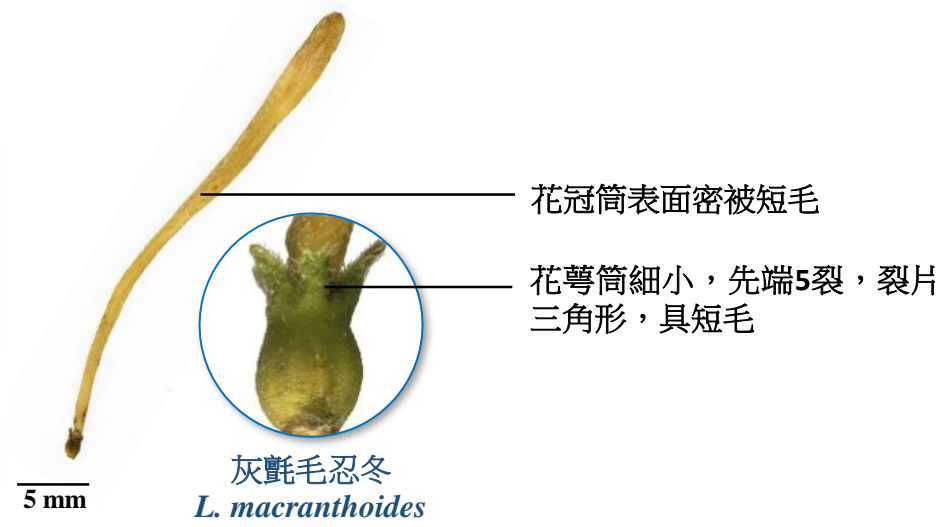 花冠筒表面密被短毛
花萼筒細小，先端5裂，裂片
三角形，具短毛
灰氈毛忍冬
L. macranthoides
5 mm